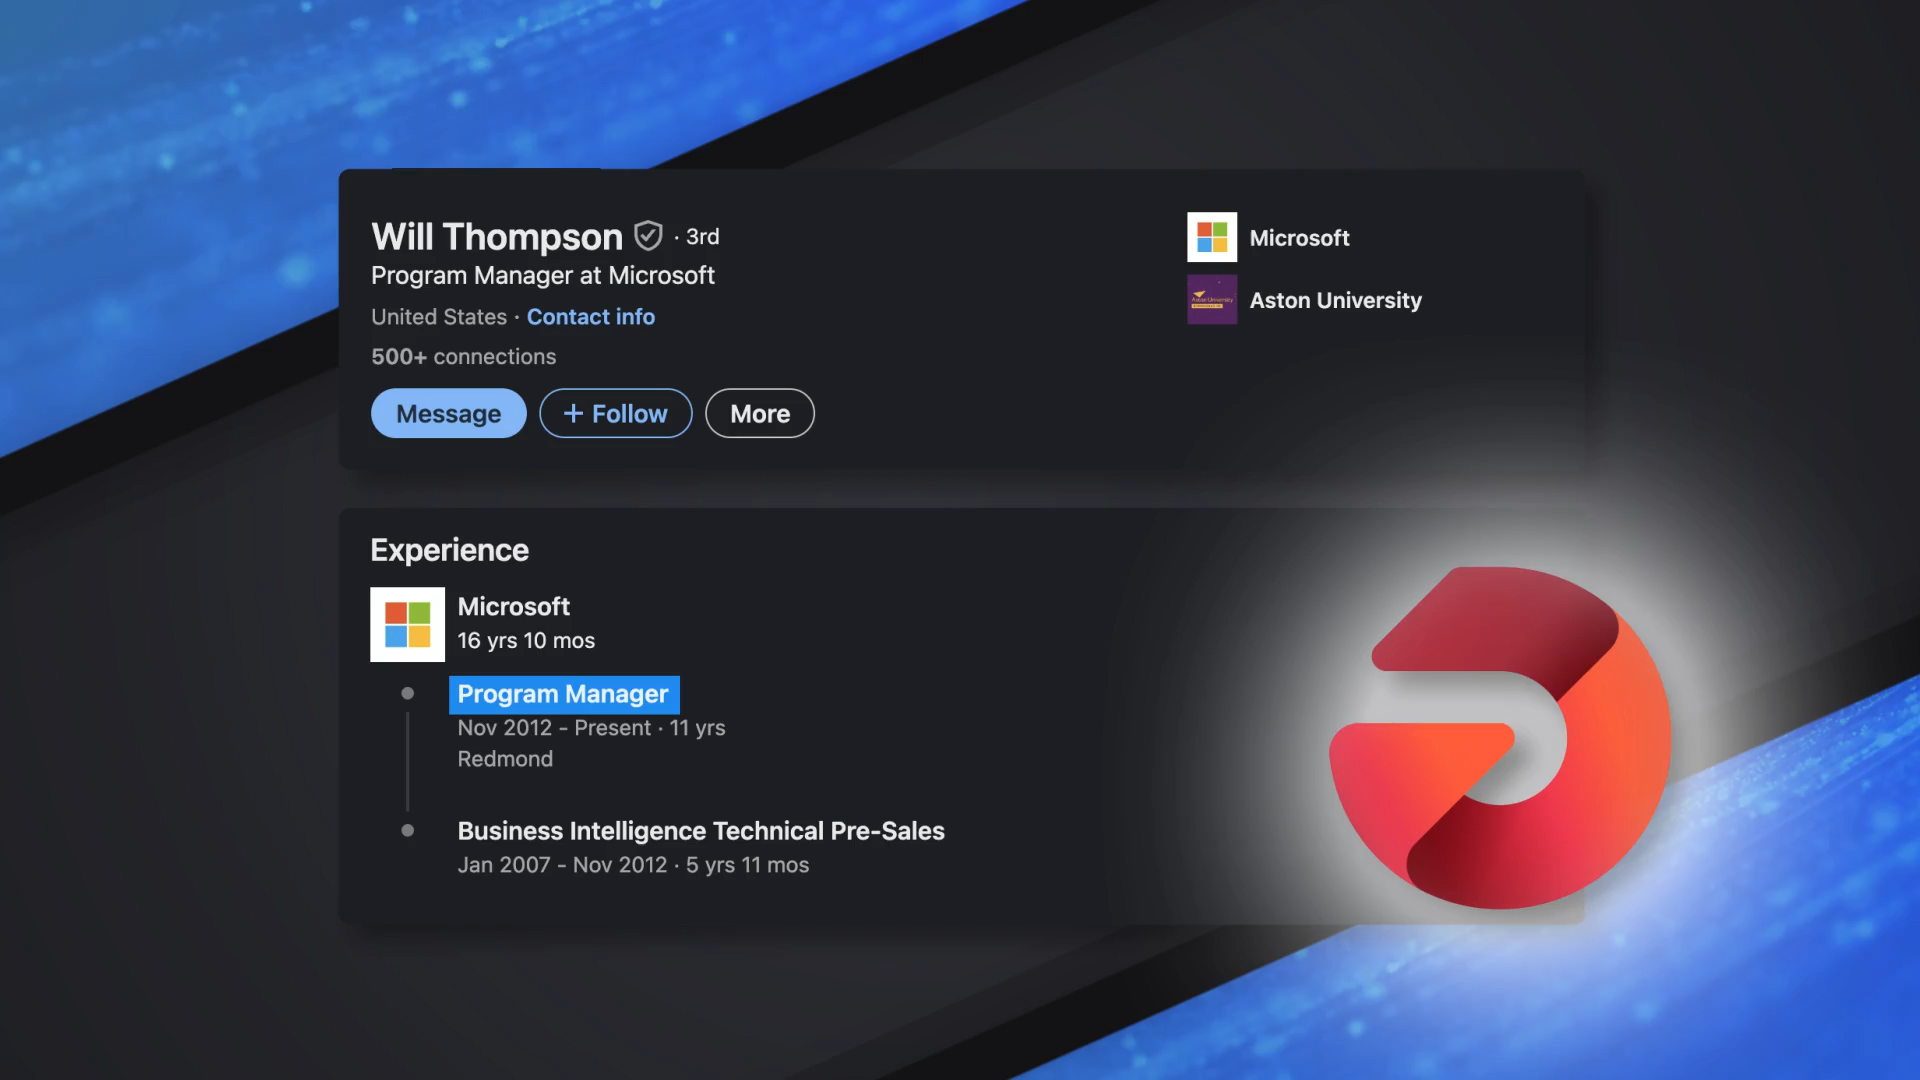 Will Thompson · 3rd
Program Manager at Microsoft
United States · Contact info
500+ connections
Message
+ Follow
More
Microsoft
Aston University
Experience
Microsoft
16 yrs 10 mos
Program Manager
Nov 2012 - Present · 11 yrs
Redmond
Business Intelligence Technical Pre-Sales
Jan 2007 - Nov 2012 · 5 yrs 11 mos